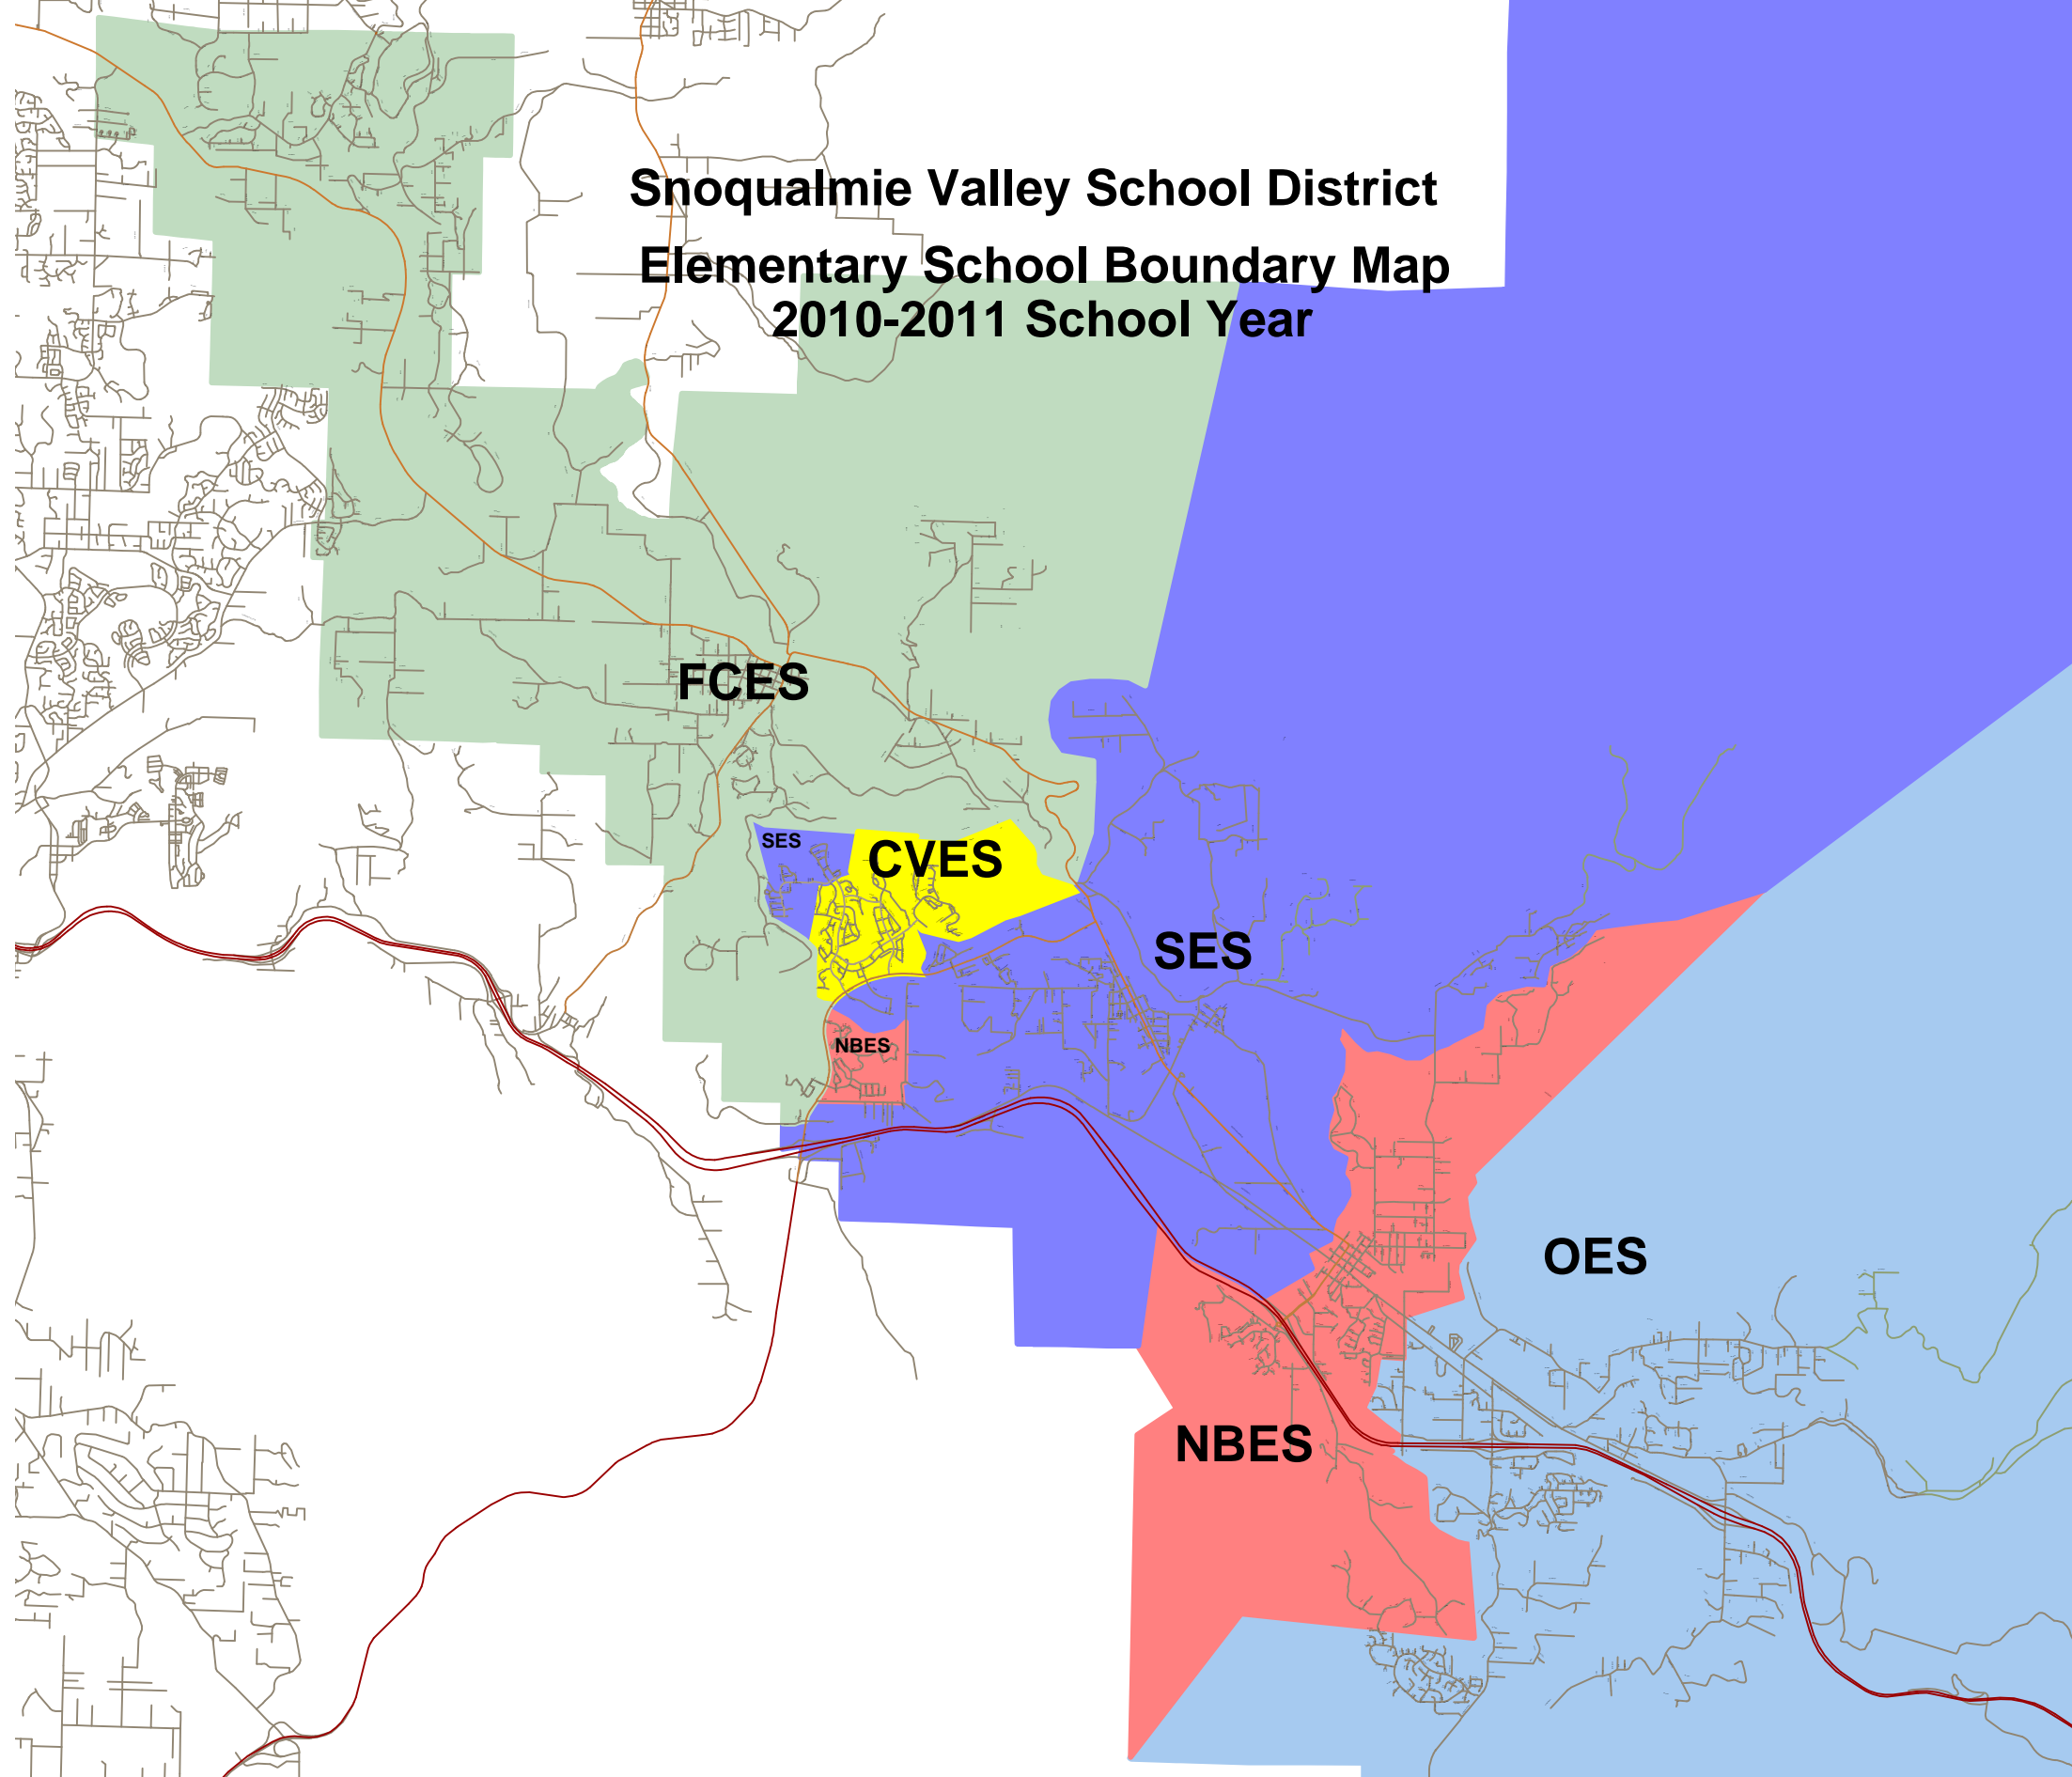 Snoqualmie Valley School District
Elementary School Boundary Map
2010-2011 School Year
FCES
SES
CVES
SES
NBES
OES
NBES